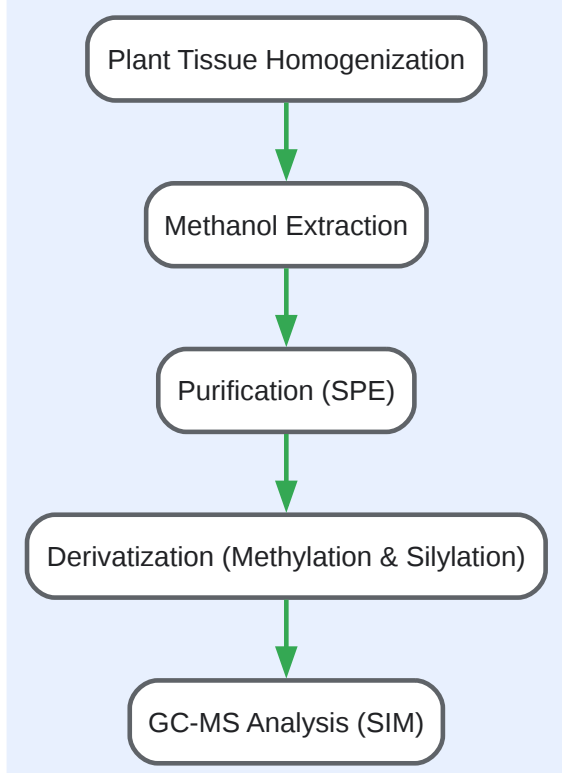 Plant Tissue Homogenization
Methanol Extraction
Purification (SPE)
Derivatization (Methylation & Silylation)
GC-MS Analysis (SIM)